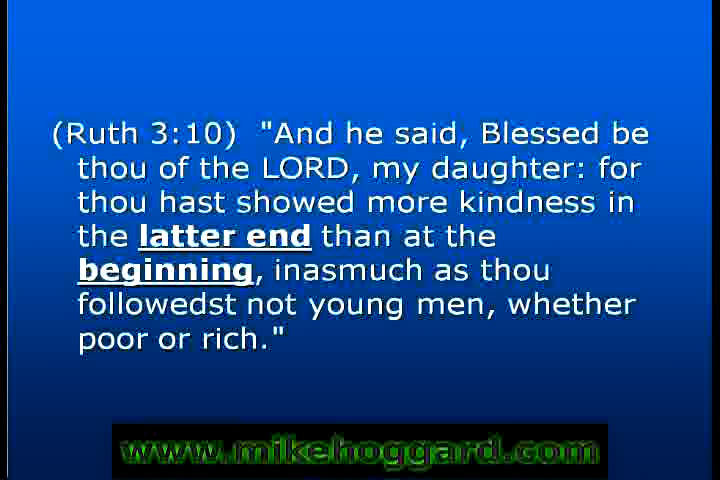 (Ruth 3:10)  "And he said, Blessed be
thou of the LORD, my daughter: for
thou hast showed more kindness in
the latter end than at the
beginning, inasmuch as thou
followedst not young men, whether
poor or rich."
www.mikehoggard.com